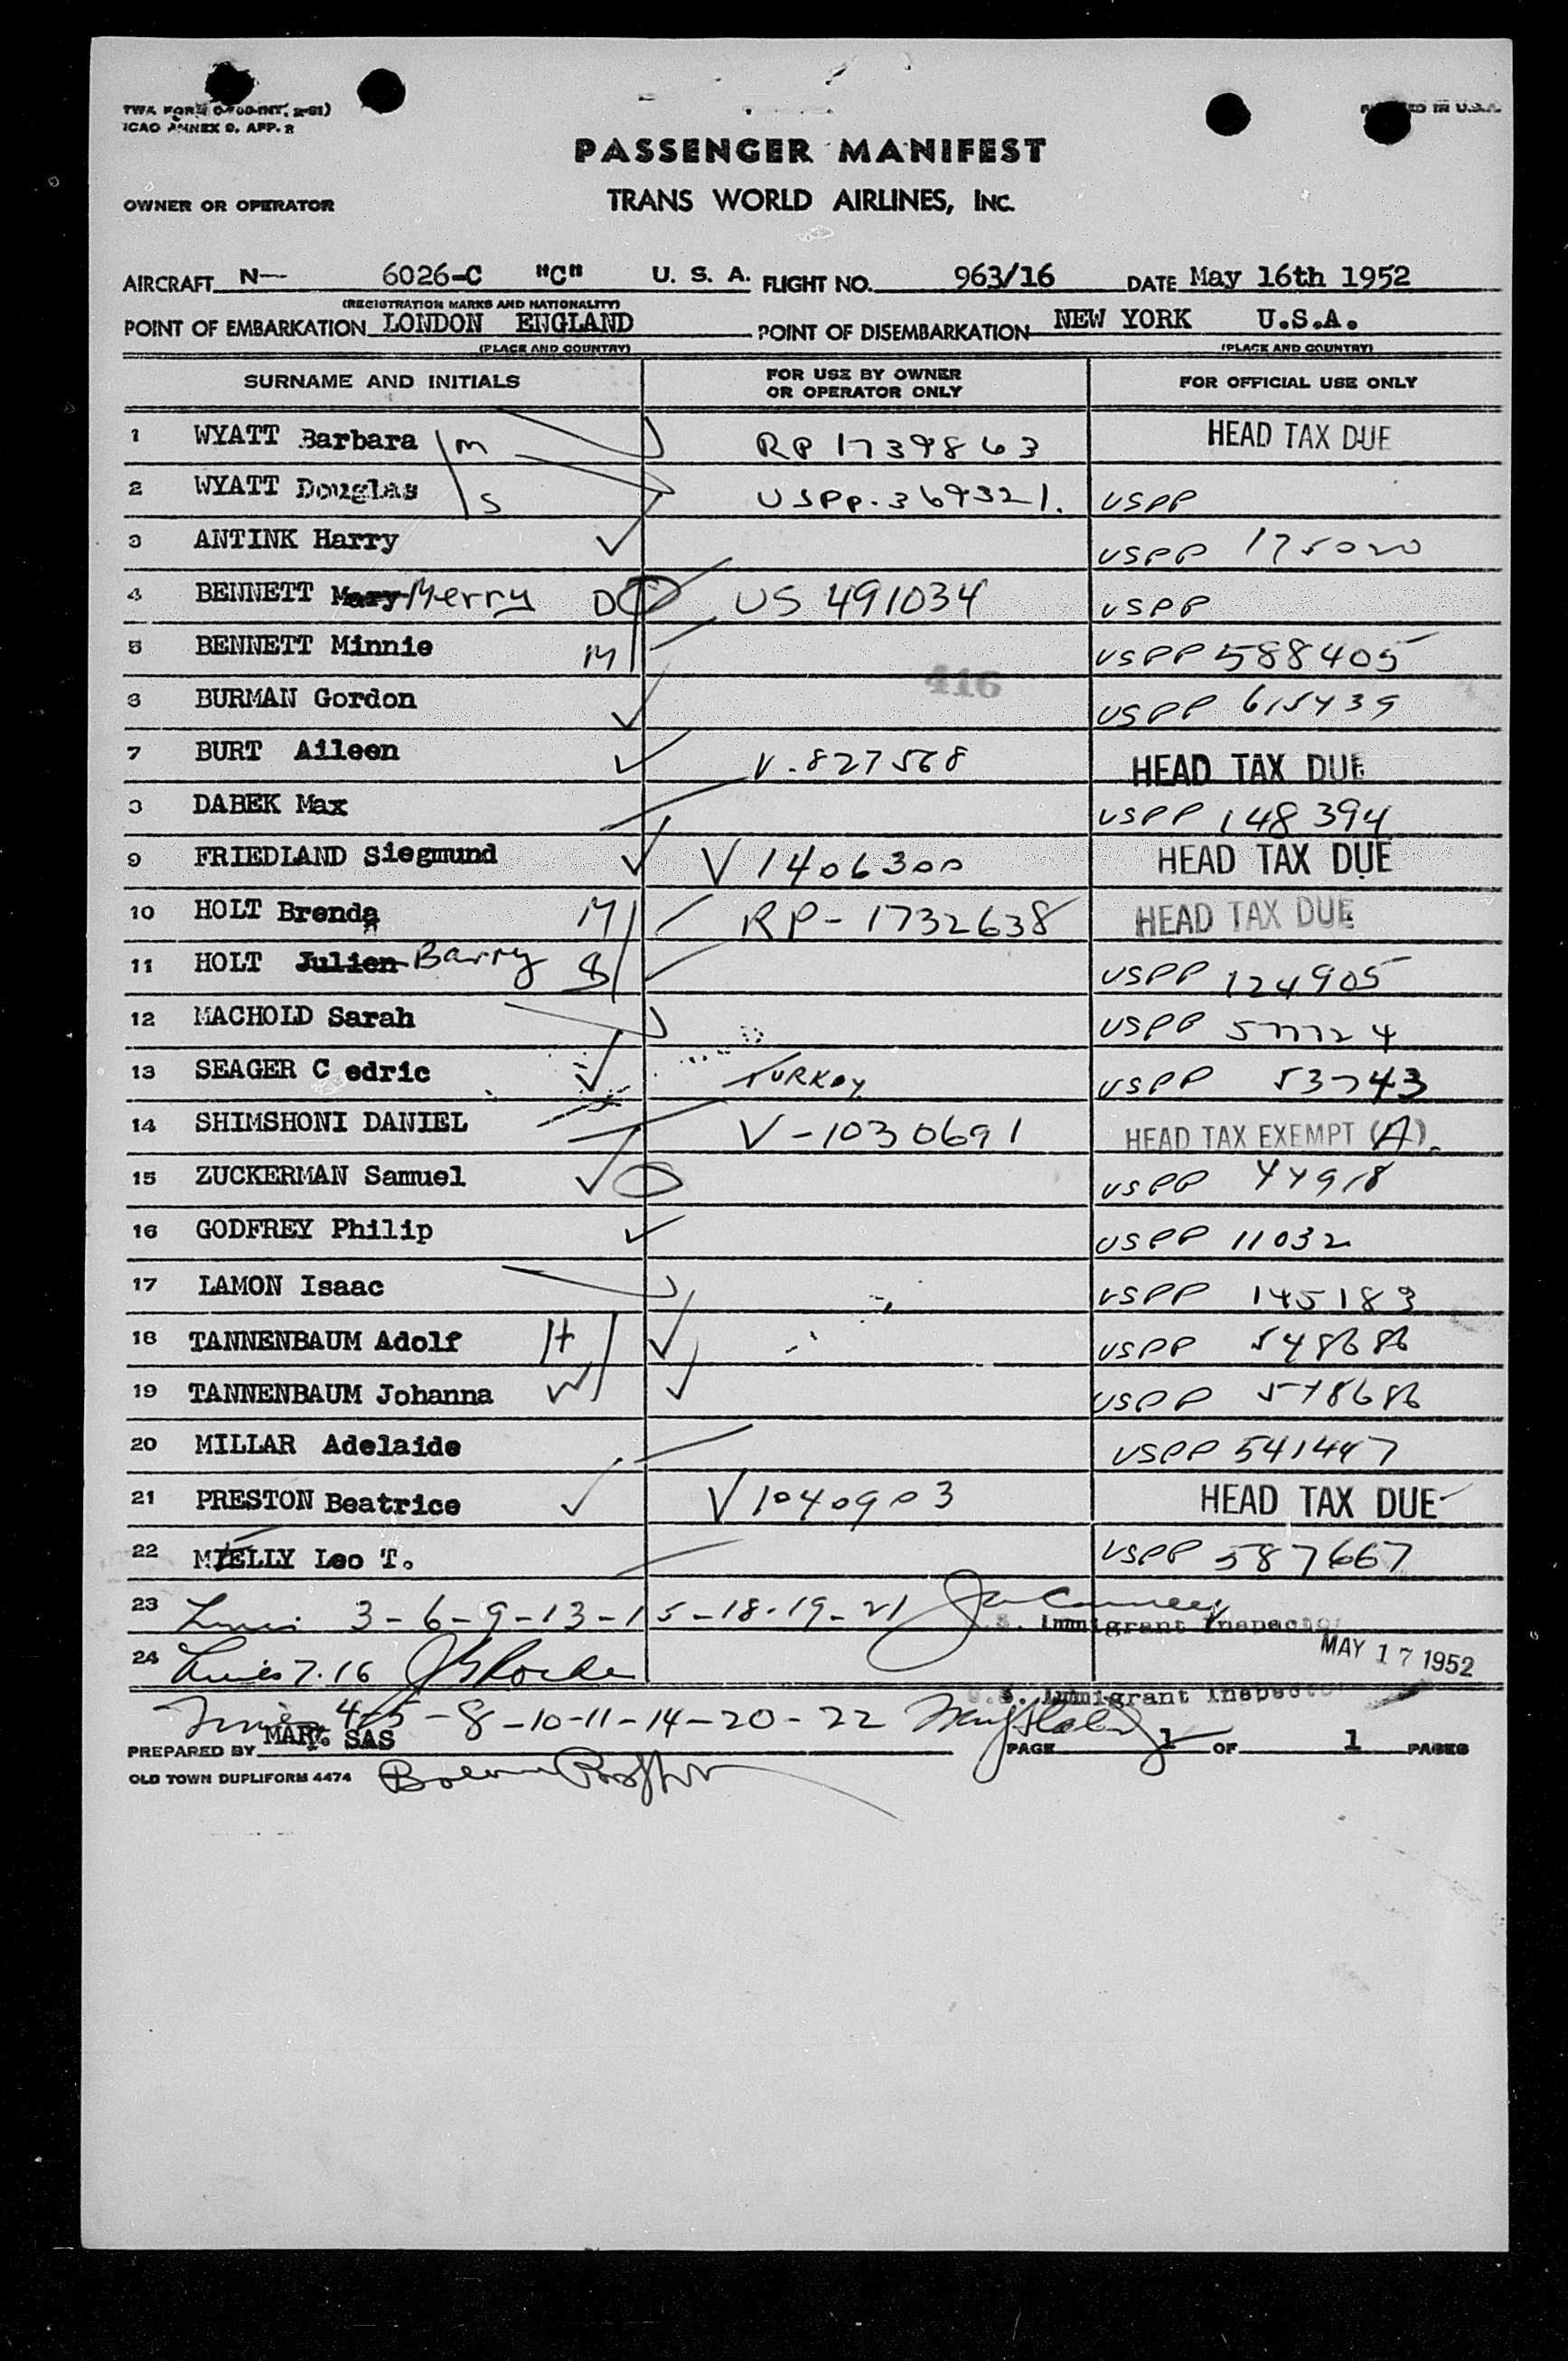 ICAO ANNEX 9, APP. 2
PASSENGER MANIFEST
OWNER OR OPERATOR TRANS WORLD AIRLINES, INC.
AIRCRAFT N— 6026-C "C" U. S. A. FLIGHT NO. 963/16 DATE May 16th 1952
(REGISTRATION MARKS AND NATIONALITY)
POINT OF EMBARKATION LONDON ENGLAND POINT OF DISEMBARKATION NEW YORK U.S.A.
(PLACE AND COUNTRY) (PLACE AND COUNTRY)
SURNAME AND INITIALS FOR USE BY OWNER OR OPERATOR ONLY FOR OFFICIAL USE ONLY
1 WYATT Barbara M RP 1739863 HEAD TAX DUE
2 WYATT Douglas S USPP. 369321. USPP
3 ANTINK Harry USPP 175020
4 BENNETT Mary Merry D US 491034 USPP
5 BENNETT Minnie M USPP 588405
416
6 BURMAN Gordon USPP 615439
7 BURT Aileen V-827568 HEAD TAX DUE
8 DABEK Max USPP 148394
9 FRIEDLAND Siegmund V 1406300 HEAD TAX DUE
10 HOLT Brenda M RP-1732638 HEAD TAX DUE
11 HOLT Julien Barry S USPP 124905
12 MACHOLD Sarah USPP
13 SEAGER C edric TURKEY USPP 53743
14 SHIMSHONI DANIEL V-1030691 HEAD TAX EXEMPT (A).
15 ZUCKERMAN Samuel USPP 44918
16 GODFREY Philip USPP 11032
17 LAMON Isaac USPP 145183
18 TANNENBAUM Adolf H USPP 548686
19 TANNENBAUM Johanna W USPP 548686
20 MILLAR Adelaide USPP 541447
21 PRESTON Beatrice V 1040903 HEAD TAX DUE
22 MIELLY Leo T. USPP 587667
23 Lines 3-6-9-13-15-18-19-21
Immigrant Inspector
24 Lines 7.16
MAY 17 1952
U.S. Immigrant Inspector
Lines 4-5-8-10-11-14-20-22
PREPARED BY SAS PAGE 1 OF 1 PAGES
OLD TOWN DUPLIFORM 4474